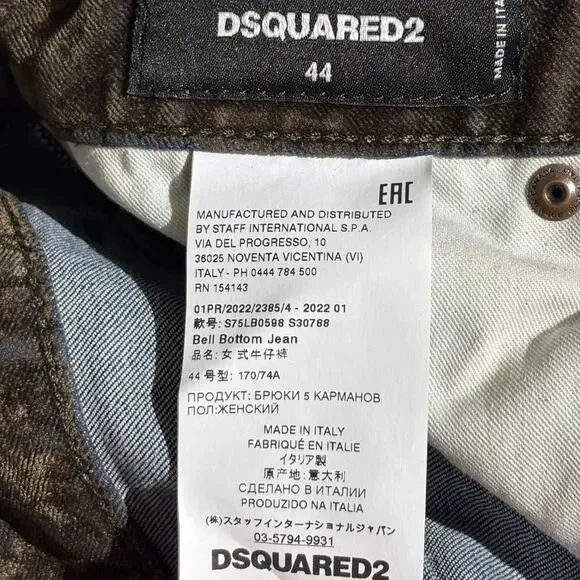 DSQUARED2
44
MADE IN
EAC
MANUFACTURED AND DISTRIBUTED
BY STAFF INTERNATIONAL S.P.A.
VIA DEL PROGRESSO, 10
36025 NOVENTA VICENTINA (VI)
ITALY - PH 0444 784 500
RN 154143
01PR/2022/2385/4 - 2022 01
款号: S75LB0598 S30788
Bell Bottom Jean
品名: 女 式牛仔裤
44 号型: 170/74A
ПРОДУКТ: БРЮКИ 5 КАРМАНОВ
ПОЛ:ЖЕНСКИЙ
MADE IN ITALY
FABRIQUÉ EN ITALIE
イタリア製
原产地: 意大利
СДЕЛАНО В ИТАЛИИ
PRODUZIDO NA ITALIA
(株)スタッフインターナショナルジャパン
03-5794-9931
DSQUARED2